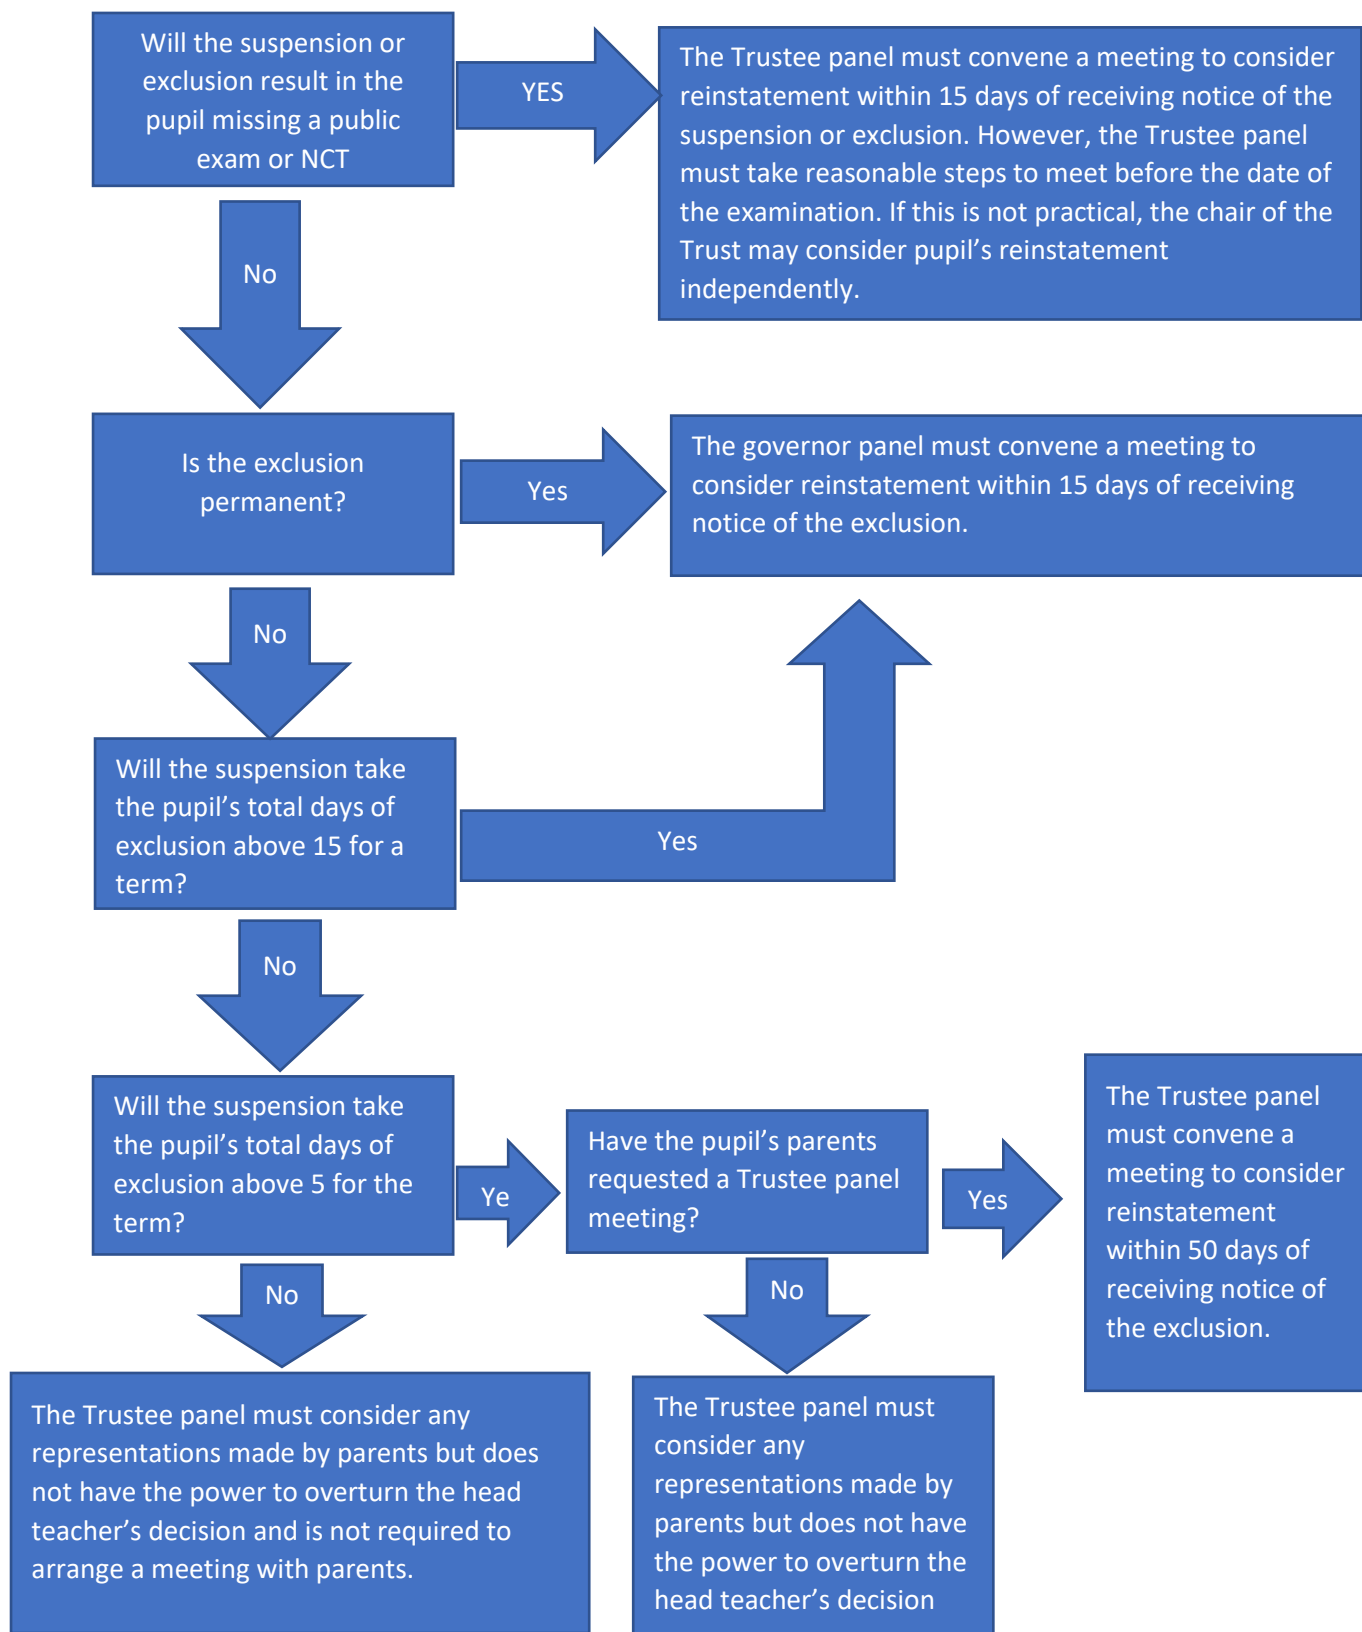 Will the suspension or
exclusion result in the
pupil missing a public
exam or NCT
YES
The Trustee panel must convene a meeting to consider
reinstatement within 15 days of receiving notice of the
suspension or exclusion. However, the Trustee panel
must take reasonable steps to meet before the date of
the examination. If this is not practical, the chair of the
Trust may consider pupil’s reinstatement
independently.
No
Is the exclusion
permanent?
Yes
The governor panel must convene a meeting to
consider reinstatement within 15 days of receiving
notice of the exclusion.
No
Will the suspension take
the pupil’s total days of
exclusion above 15 for a
term?
Yes
No
Will the suspension take
the pupil’s total days of
exclusion above 5 for the
term?
Ye
Have the pupil’s parents
requested a Trustee panel
meeting?
Yes
The Trustee panel
must convene a
meeting to consider
reinstatement
within 50 days of
receiving notice of
the exclusion.
No
No
The Trustee panel must consider any
representations made by parents but does
not have the power to overturn the head
teacher’s decision and is not required to
arrange a meeting with parents.
The Trustee panel must
consider any
representations made by
parents but does not have
the power to overturn the
head teacher’s decision